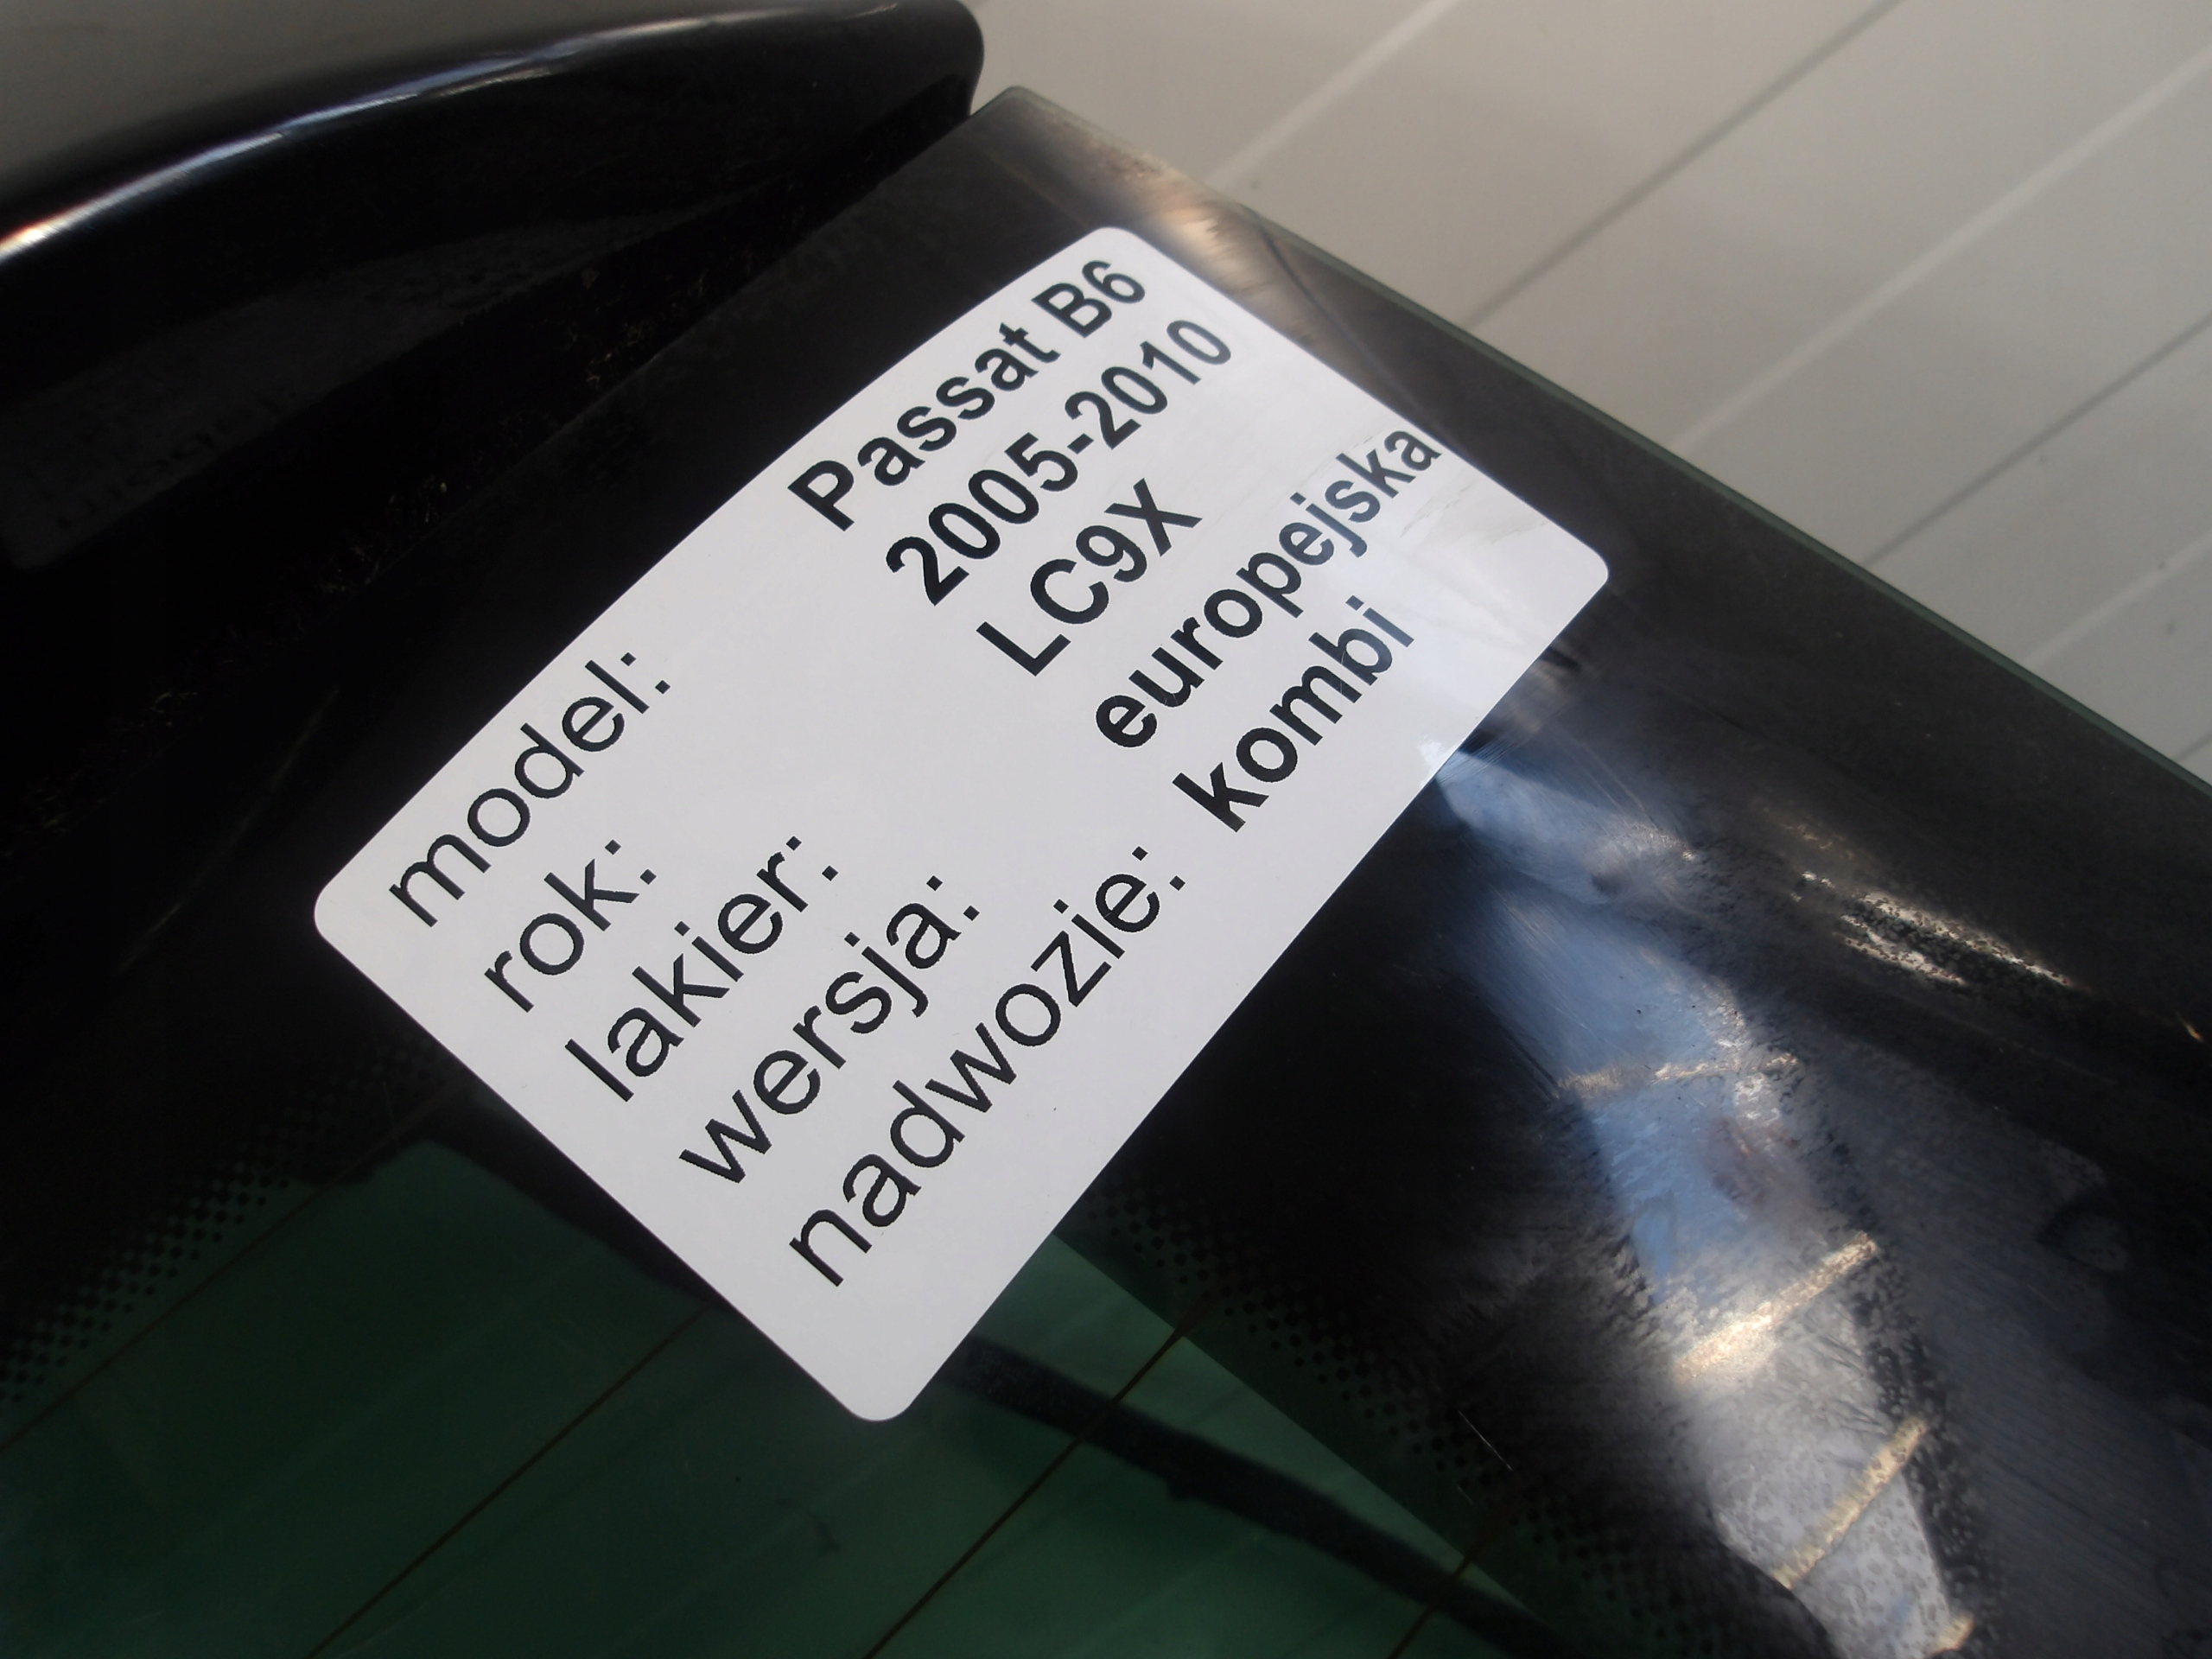 model: Passat B6
rok: 2005-2010
lakier: LC9X
wersja: europejska
nadwozie: kombi